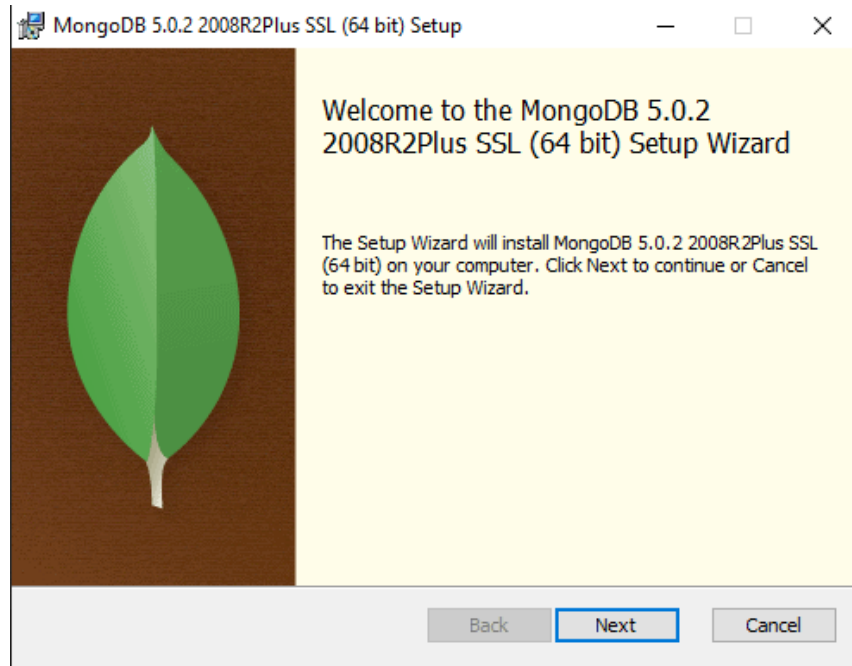 MongoDB 5.0.2 2008R2Plus SSL (64 bit) Setup
Welcome to the MongoDB 5.0.2
2008R2Plus SSL (64 bit) Setup Wizard
The Setup Wizard will install MongoDB 5.0.2 2008R2Plus SSL
(64 bit) on your computer. Click Next to continue or Cancel
to exit the Setup Wizard.
Back
Next
Cancel